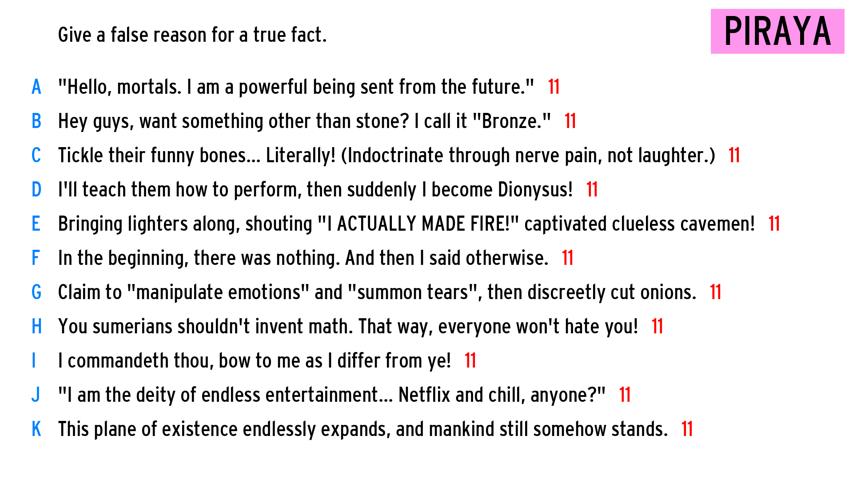 Give a false reason for a true fact.
PIRAYA
A "Hello, mortals. I am a powerful being sent from the future." 11
B Hey guys, want something other than stone? I call it "Bronze." 11
C Tickle their funny bones... Literally! (Indoctrinate through nerve pain, not laughter.) 11
D I'll teach them how to perform, then suddenly I become Dionysus! 11
E Bringing lighters along, shouting "I ACTUALLY MADE FIRE!" captivated clueless cavemen! 11
F In the beginning, there was nothing. And then I said otherwise. 11
G Claim to "manipulate emotions" and "summon tears", then discreetly cut onions. 11
H You sumerians shouldn't invent math. That way, everyone won't hate you! 11
I I commandeth thou, bow to me as I differ from ye! 11
J "I am the deity of endless entertainment... Netflix and chill, anyone?" 11
K This plane of existence endlessly expands, and mankind still somehow stands. 11